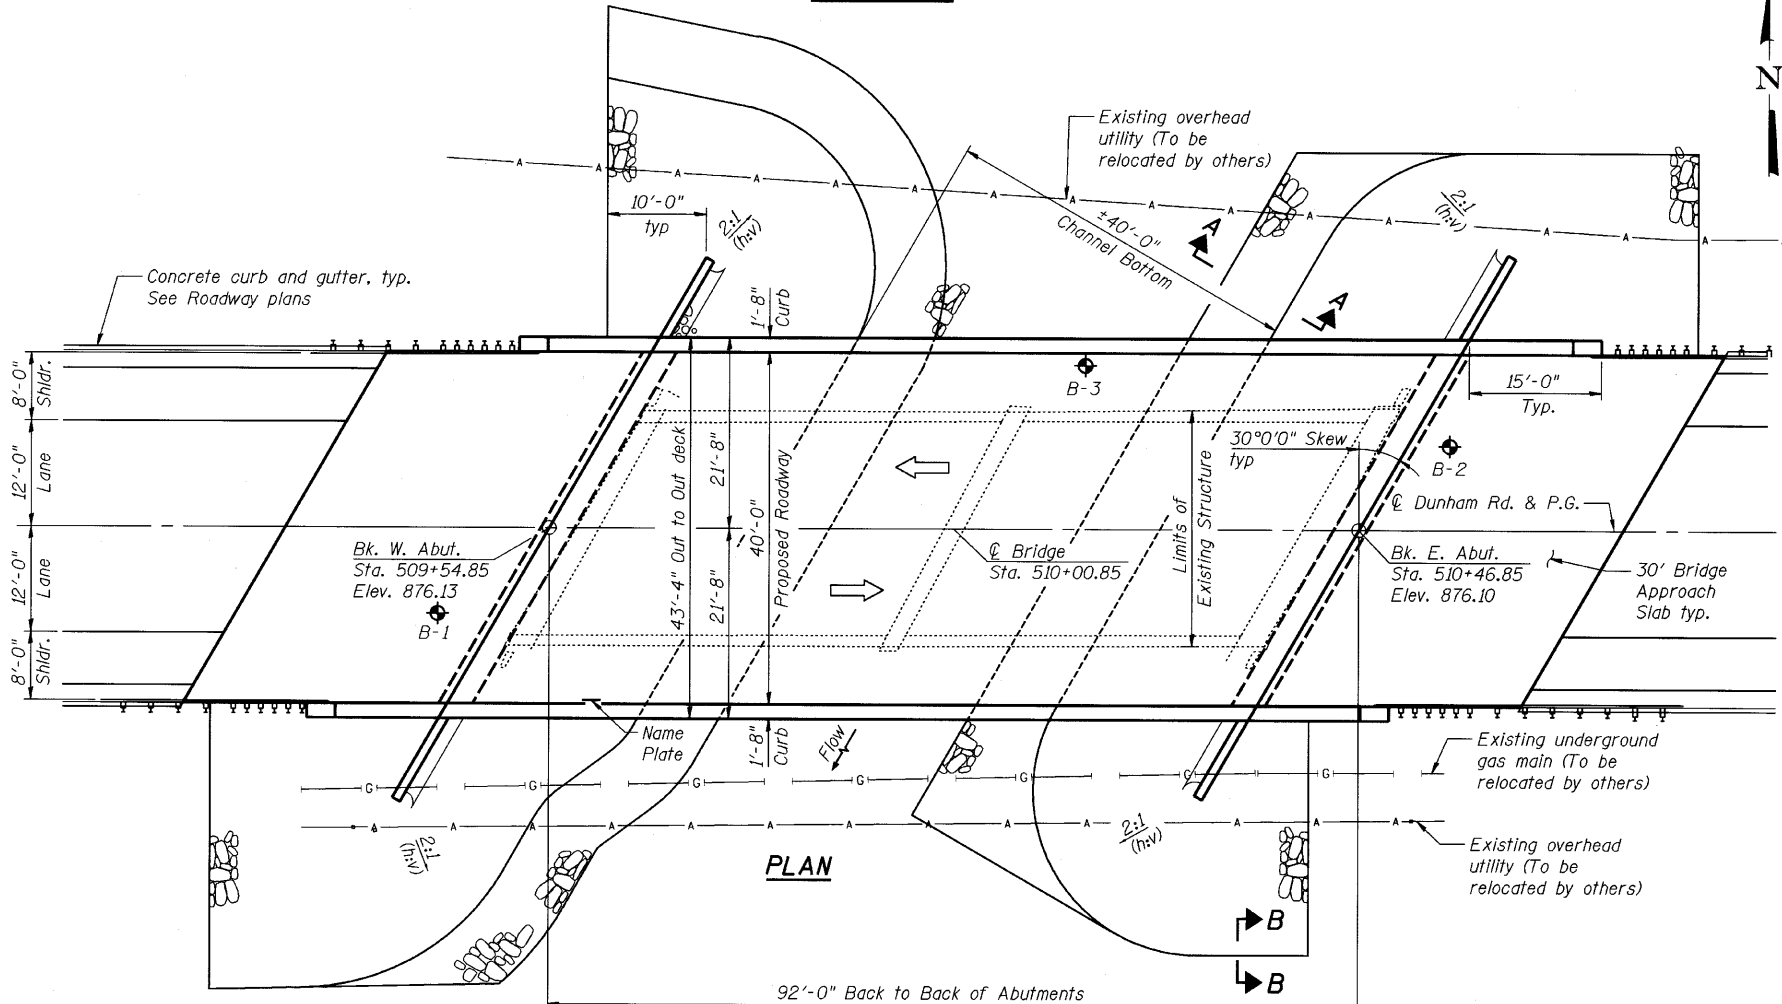 N
Existing overhead
utility (To be
relocated by others)
10'-0"
typ
2:1
(h:v)
±40'-0"
Channel Bottom
A
A
2:1
(h:v)
Concrete curb and gutter, typ.
See Roadway plans
1'-8"
Curb
B-3
15'-0"
Typ.
8'-0"
Shldr.
12'-0"
Lane
12'-0"
Lane
8'-0"
Shldr.
43'-4" Out to Out deck
21'-8"
21'-8"
40'-0"
Proposed Roadway
Limits of
Existing Structure
30°0'0" Skew
typ
B-2
℄ Dunham Rd. & P.G.
Bk. W. Abut.
Sta. 509+54.85
Elev. 876.13
B-1
℄ Bridge
Sta. 510+00.85
Bk. E. Abut.
Sta. 510+46.85
Elev. 876.10
30' Bridge
Approach
Slab typ.
Name
Plate
1'-8"
Curb
Flow
Existing underground
gas main (To be
relocated by others)
G G G G G G G
A A A A A A A A A A A A A A A A
A A A A A A A A A A A A A A
2:1
(h:v)
2:1
(h:v)
Existing overhead
utility (To be
relocated by others)
PLAN
B
B
92'-0" Back to Back of Abutments